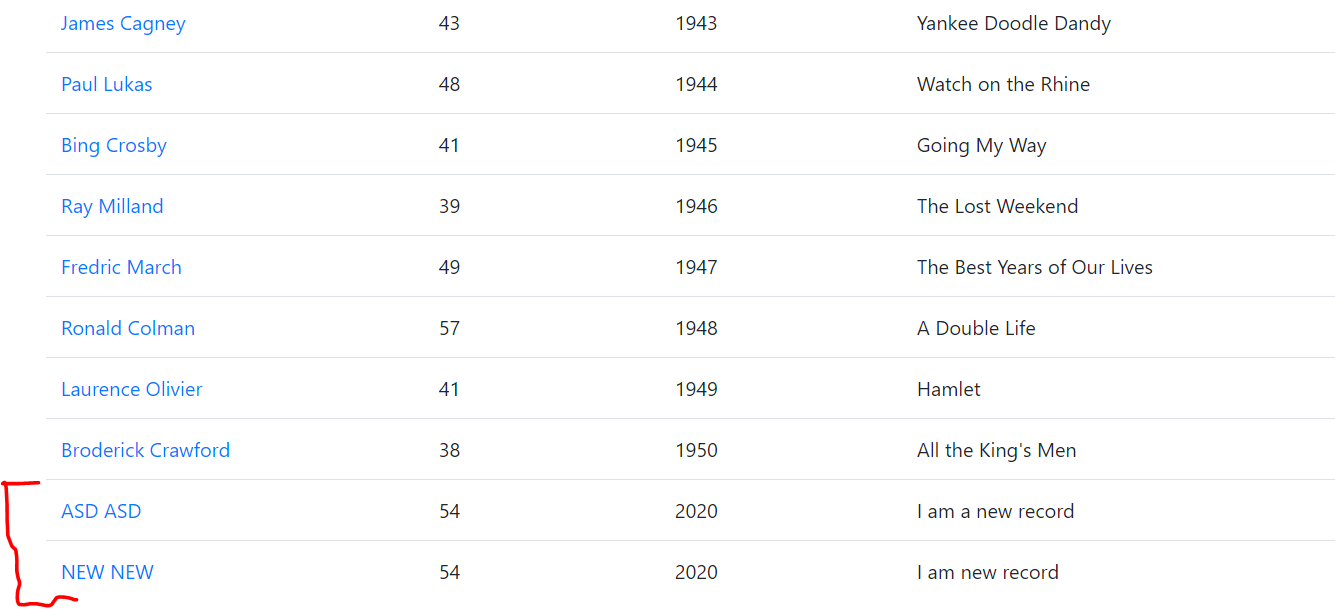 James Cagney 43 1943 Yankee Doodle Dandy
Paul Lukas 48 1944 Watch on the Rhine
Bing Crosby 41 1945 Going My Way
Ray Milland 39 1946 The Lost Weekend
Fredric March 49 1947 The Best Years of Our Lives
Ronald Colman 57 1948 A Double Life
Laurence Olivier 41 1949 Hamlet
Broderick Crawford 38 1950 All the King's Men
ASD ASD 54 2020 I am a new record
NEW NEW 54 2020 I am new record